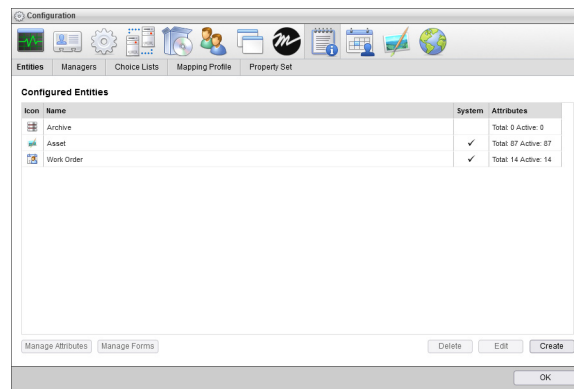 Configuration
Entities Managers Choice Lists Mapping Profile Property Set
Configured Entities
Icon Name System Attributes
Archive Total: 0 Active: 0
Asset ✓ Total: 87 Active: 87
Work Order ✓ Total: 14 Active: 14
Manage Attributes Manage Forms Delete Edit Create
OK